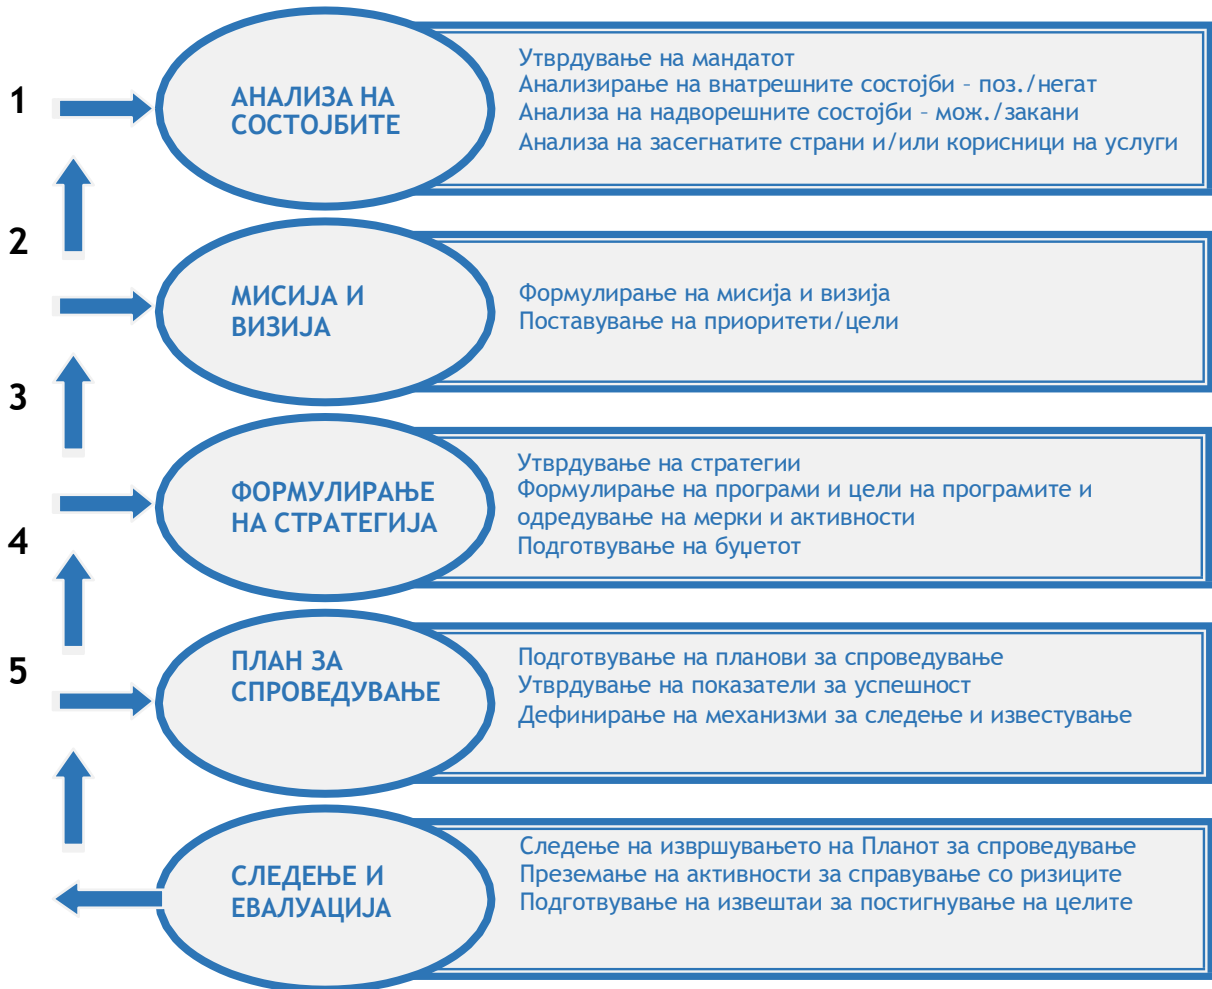 1
АНАЛИЗА НА
СОСТОЈБИТЕ
Утврдување на мандатот
Анализирање на внатрешните состојби – поз./негат
Анализа на надворешните состојби – мож./закани
Анализа на засегнатите страни и/или корисници на услуги
2
МИСИЈА И
ВИЗИЈА
Формулирање на мисија и визија
Поставување на приоритети/цели
3
ФОРМУЛИРАЊЕ
НА СТРАТЕГИЈА
Утврдување на стратегии
Формулирање на програми и цели на програмите и
одредување на мерки и активности
Подготвување на буџетот
4
ПЛАН ЗА
СПРОВЕДУВАЊЕ
Подготвување на планови за спроведување
Утврдување на показатели за успешност
Дефинирање на механизми за следење и известување
5
СЛЕДЕЊЕ И
ЕВАЛУАЦИЈА
Следење на извршувањето на Планот за спроведување
Преземање на активности за справување со ризиците
Подготвување на извештаи за постигнување на целите